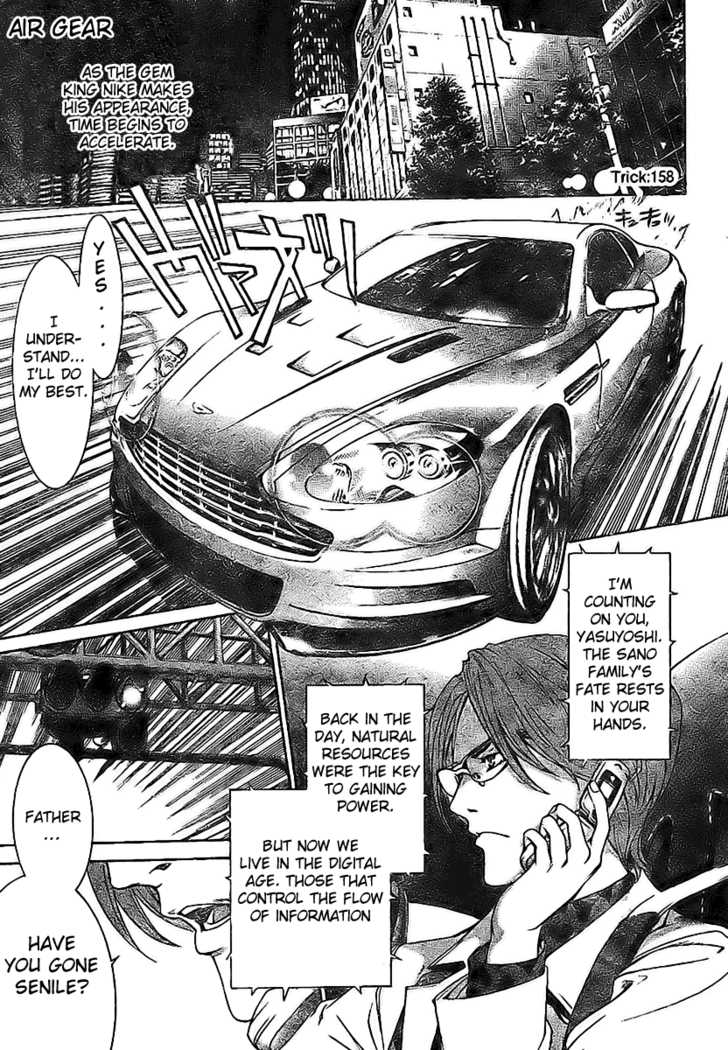 AIR GEAR
AS THE GEM
KING NIKE MAKES
HIS APPEARANCE,
TIME BEGINS TO
ACCELERATE.
Trick:158
YES...
I
UNDER-
STAND...
I'LL DO
MY BEST.
I'M
COUNTING
ON YOU,
YASUYOSHI.
THE SANO
FAMILY'S
FATE RESTS
IN YOUR
HANDS.
BACK IN THE
DAY, NATURAL
RESOURCES
WERE THE KEY
TO GAINING
POWER.
BUT NOW WE
LIVE IN THE DIGITAL
AGE. THOSE THAT
CONTROL THE FLOW
OF INFORMATION
FATHER
...
HAVE
YOU GONE
SENILE?